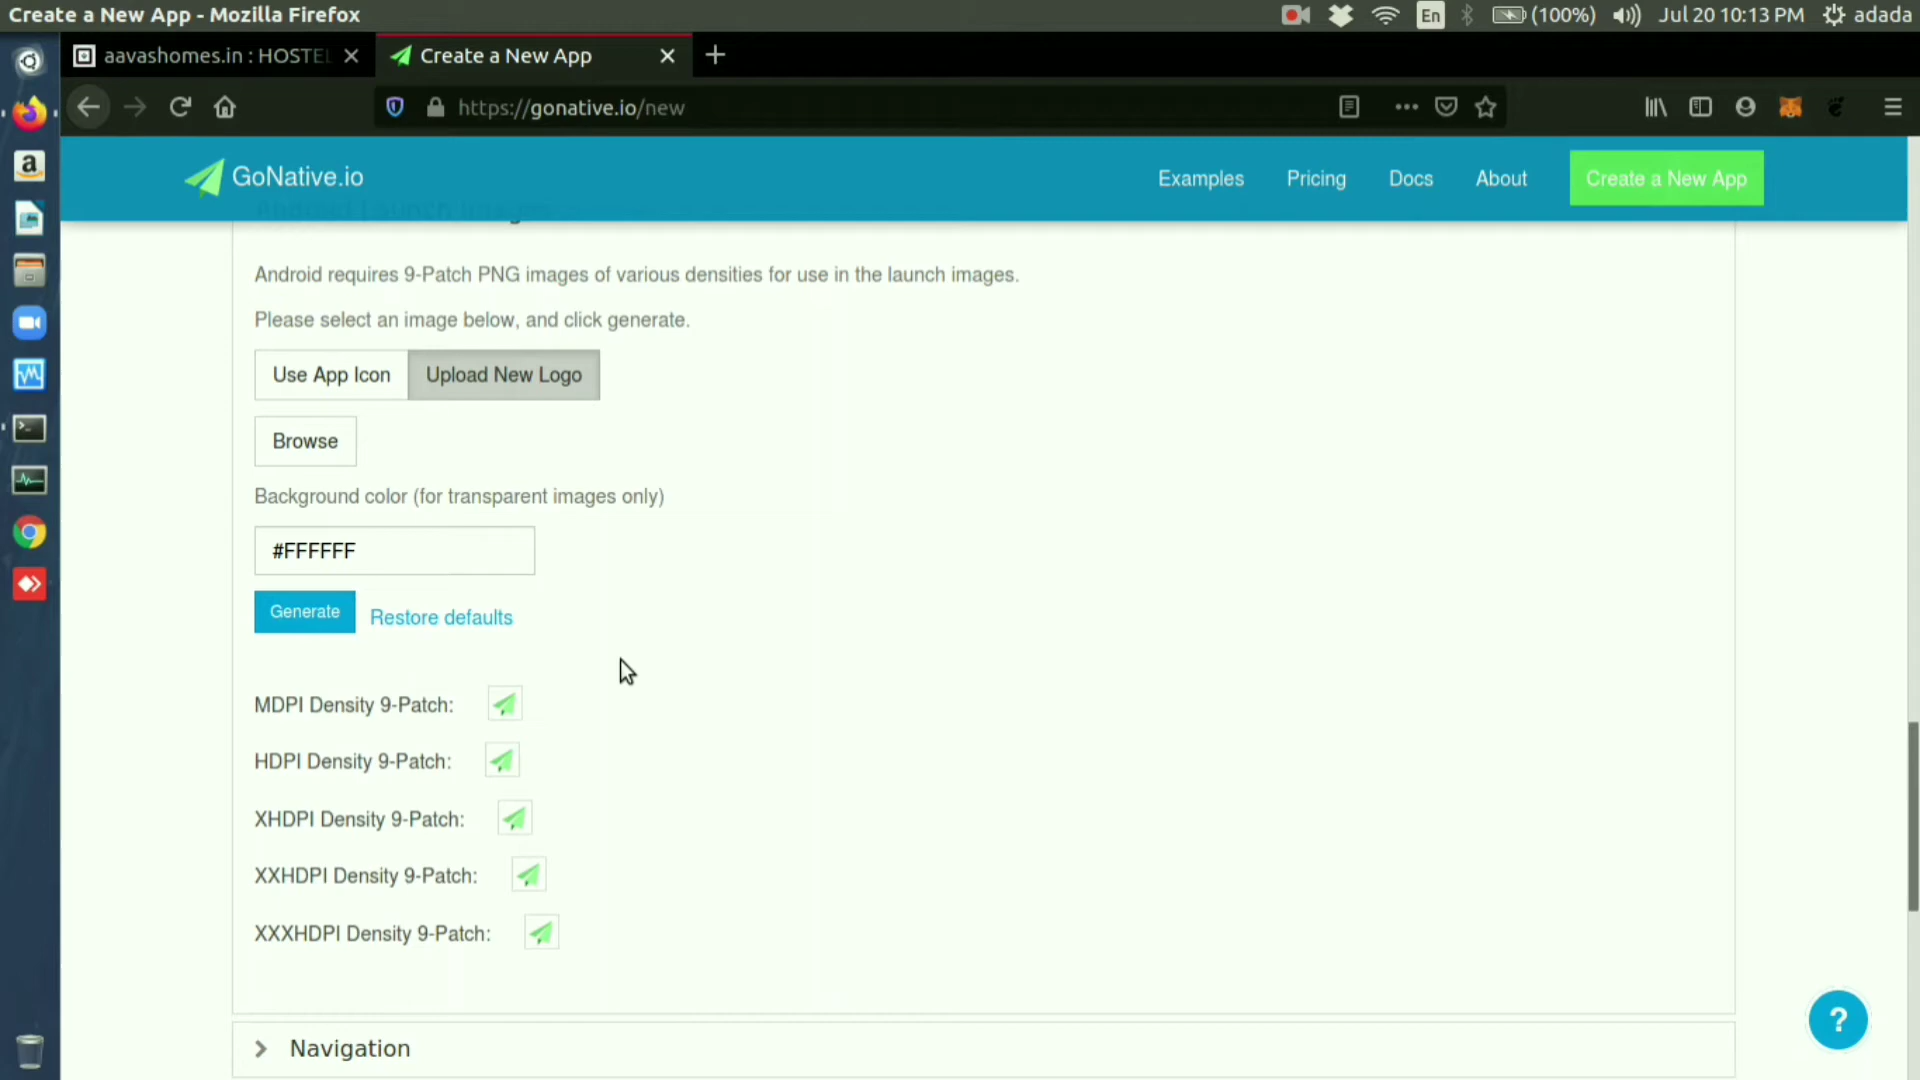 Create a New App - Mozilla Firefox
En
(100%)
Jul 20 10:13 PM
adada
aavashomes.in : HOSTEL
Create a New App
https://gonative.io/new
GoNative.io
Examples
Pricing
Docs
About
Create a New App
Android Launch Images
Android requires 9-Patch PNG images of various densities for use in the launch images.
Please select an image below, and click generate.
Use App Icon
Upload New Logo
Browse
Background color (for transparent images only)
#FFFFFF
Generate
Restore defaults
MDPI Density 9-Patch:
HDPI Density 9-Patch:
XHDPI Density 9-Patch:
XXHDPI Density 9-Patch:
XXXHDPI Density 9-Patch:
Navigation
?